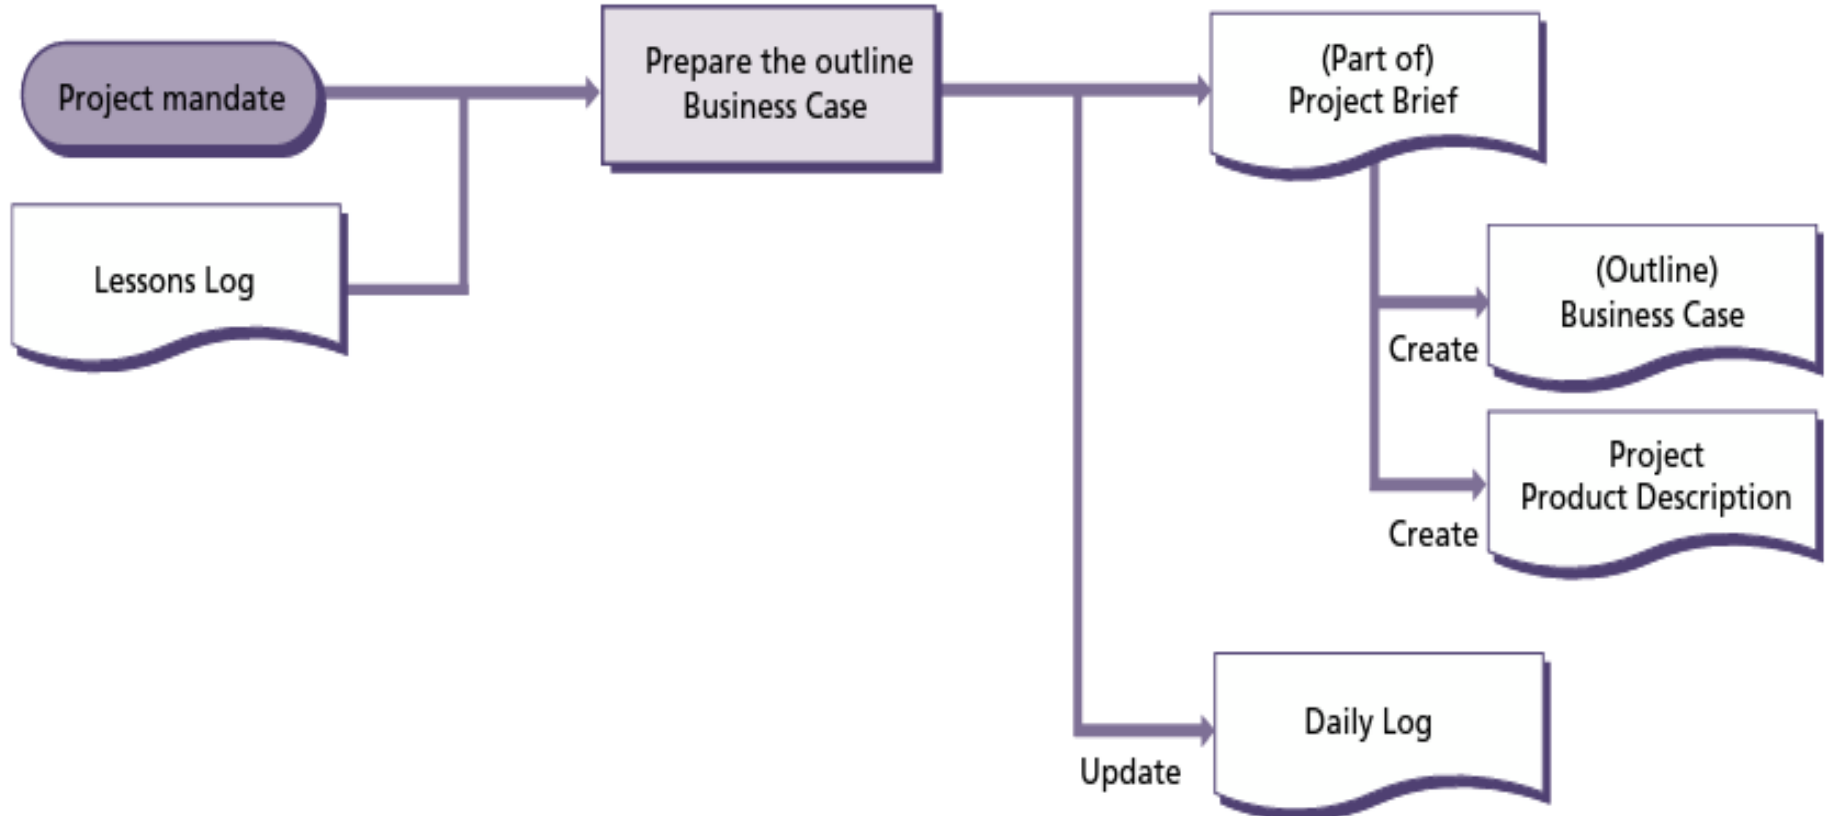 Project mandate
Prepare the outline
Business Case
(Part of)
Project Brief
Lessons Log
(Outline)
Business Case
Create
Project
Product Description
Create
Daily Log
Update